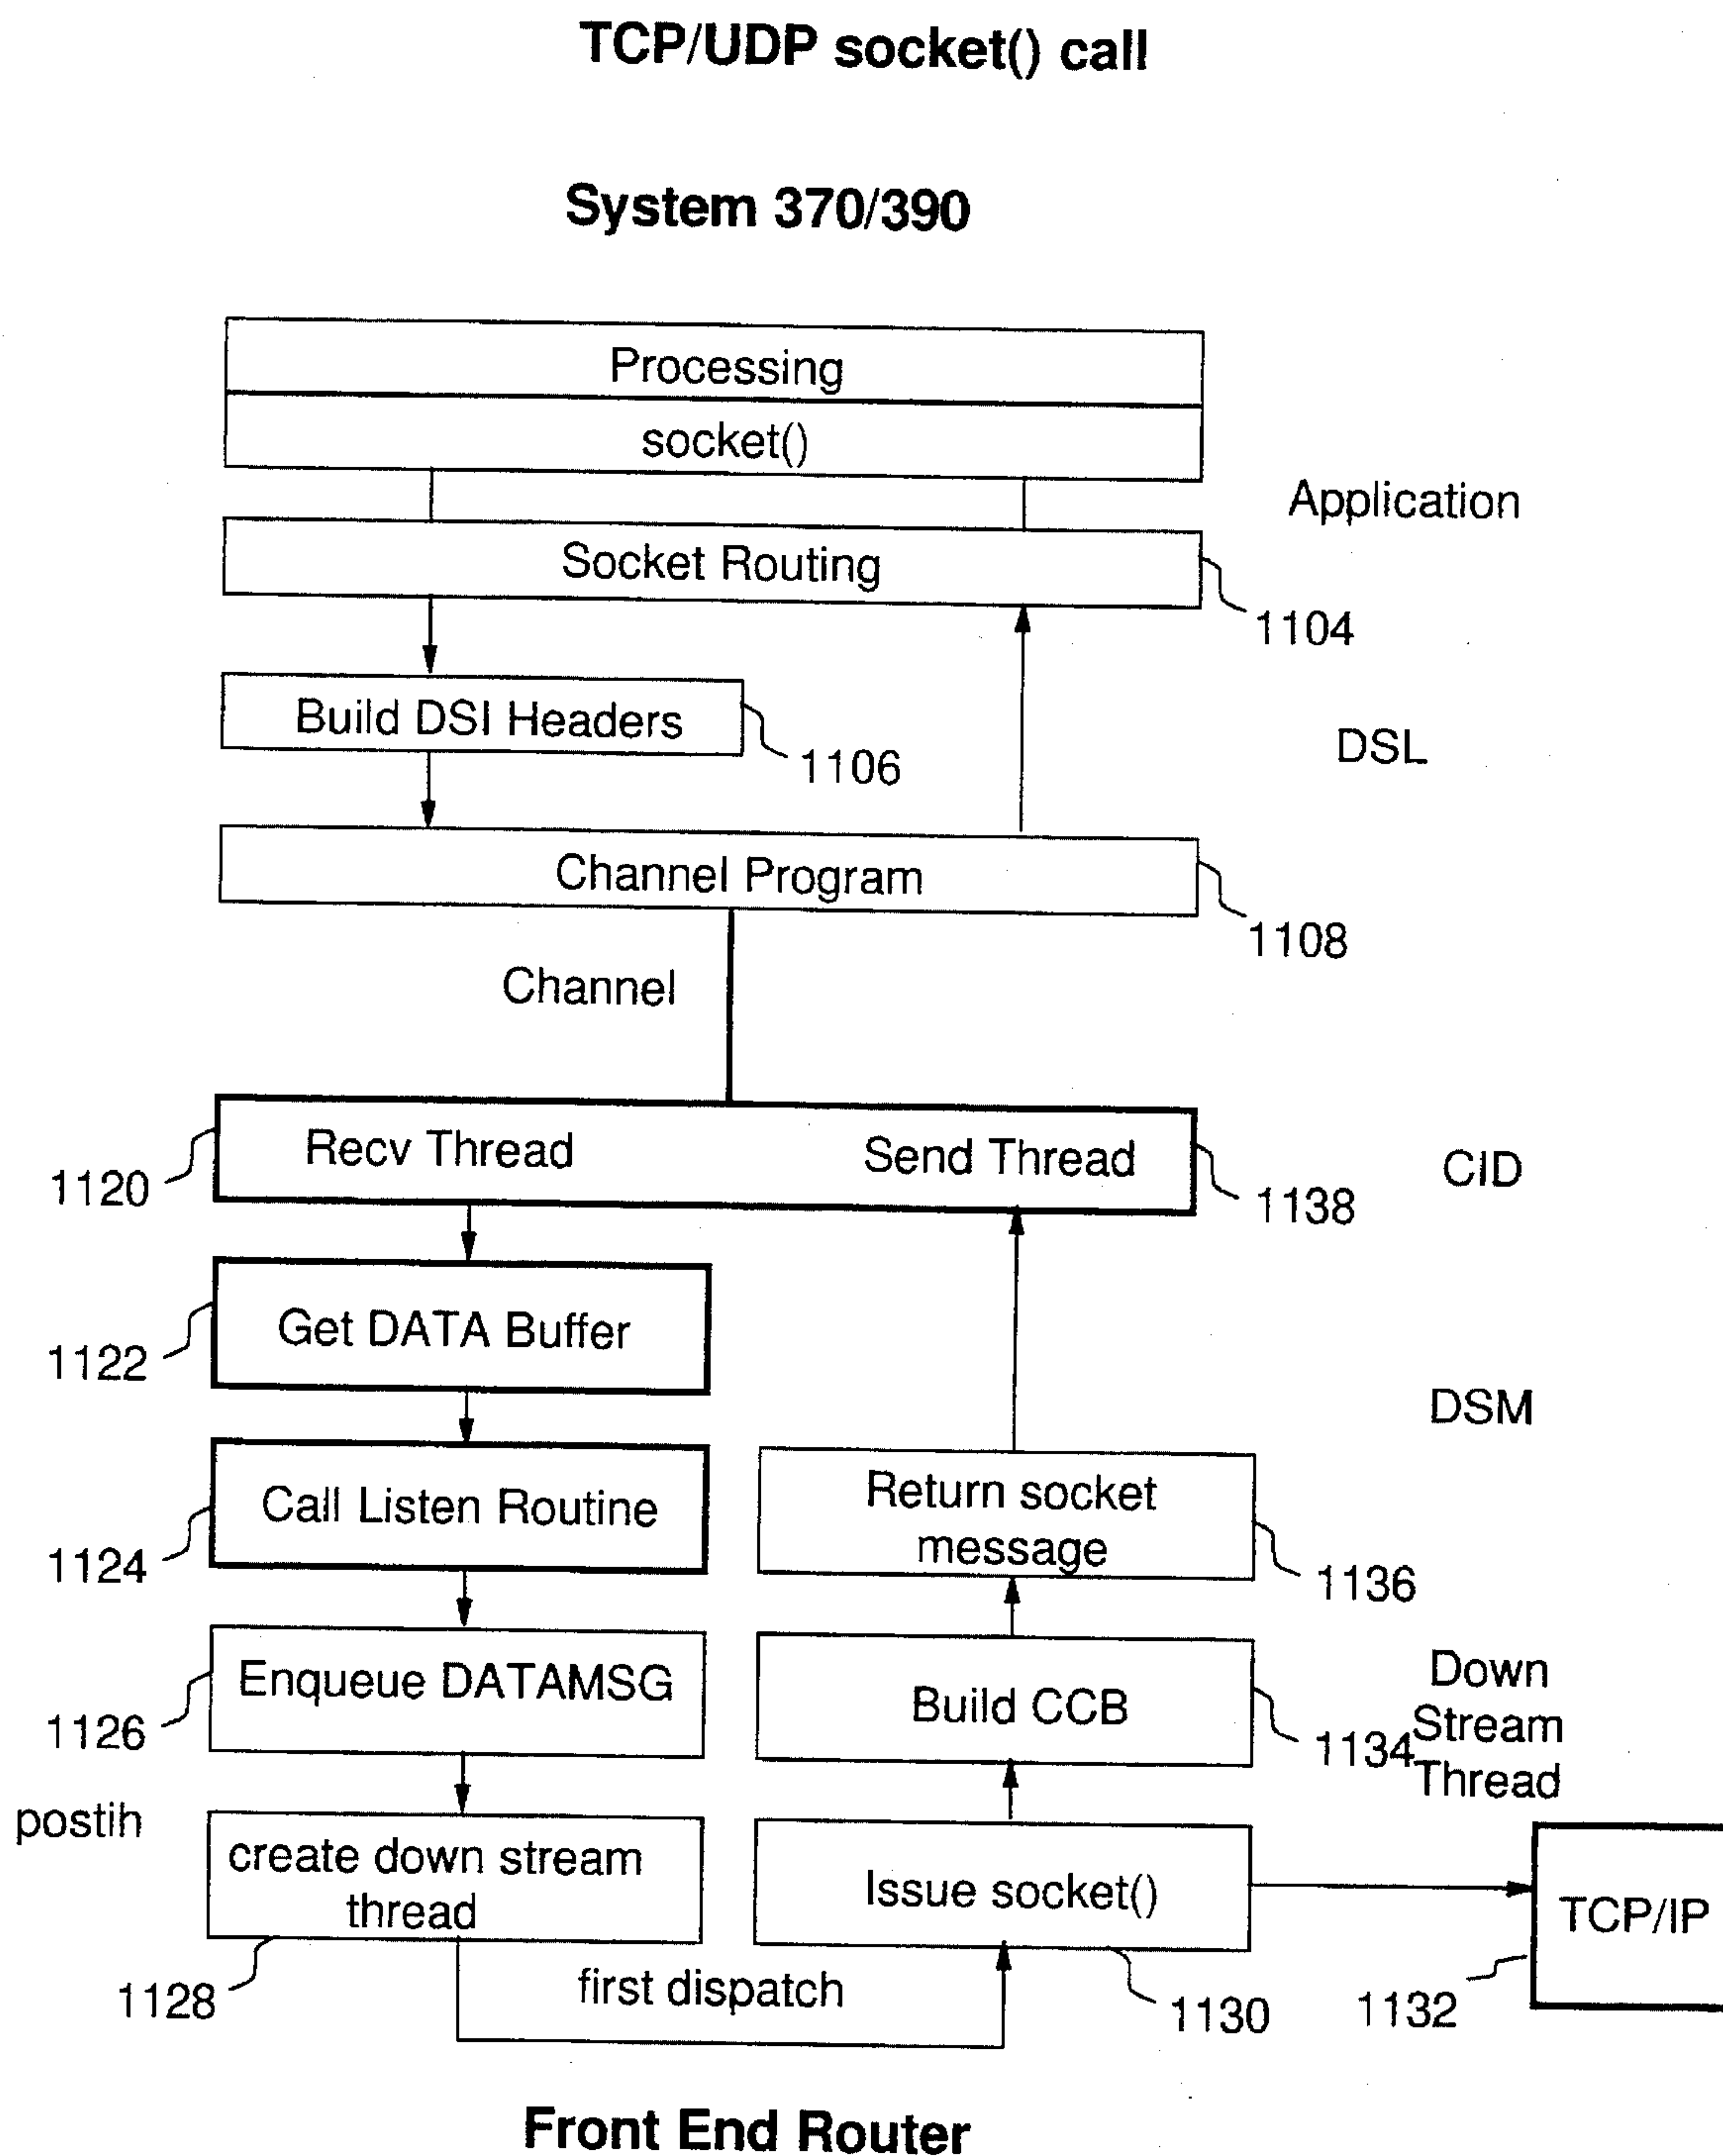 TCP/UDP socket() call
System 370/390
Processing
socket()
Application
Socket Routing
1104
Build DSI Headers
1106
DSL
Channel Program
1108
Channel
Recv Thread
Send Thread
1120
1138
CID
Get DATA Buffer
1122
DSM
Call Listen Routine
1124
Return socket
message
1136
Enqueue DATAMSG
1126
Build CCB
1134
Down
Stream
Thread
postih
create down stream
thread
1128
first dispatch
Issue socket()
1130
TCP/IP
1132
Front End Router